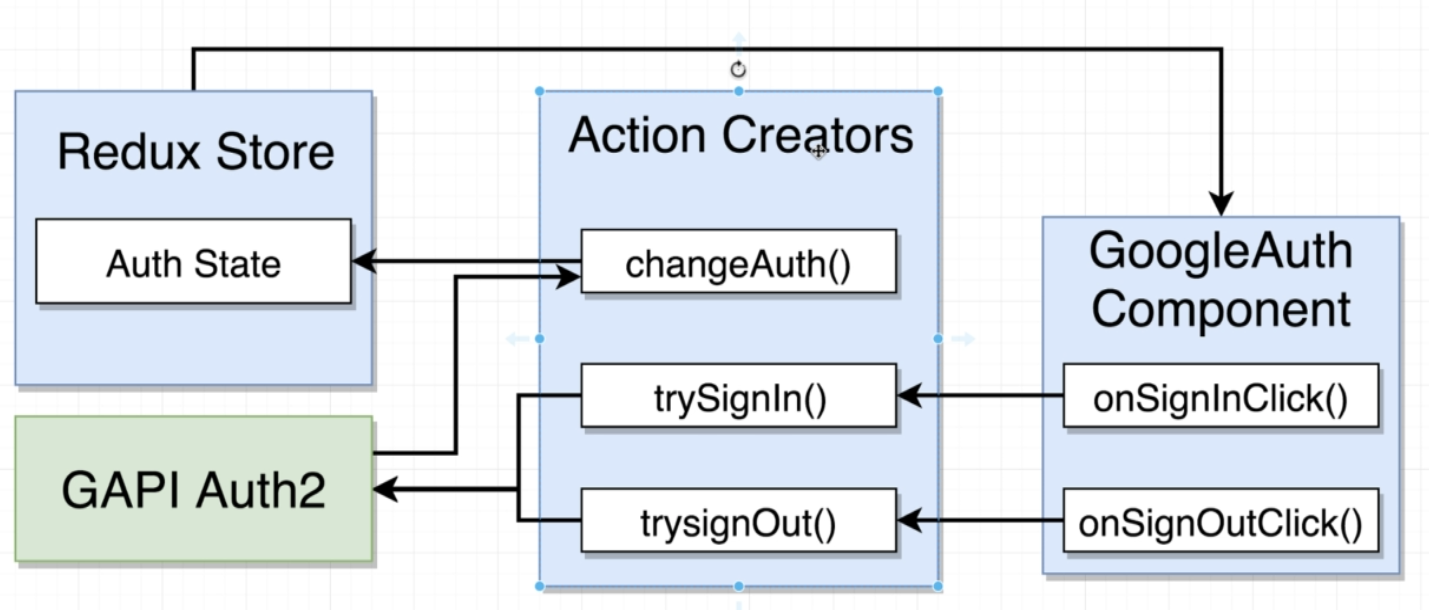 Redux Store
Auth State
GAPI Auth2
Action Creators
changeAuth()
trySignIn()
trysignOut()
GoogleAuth
Component
onSignInClick()
onSignOutClick()